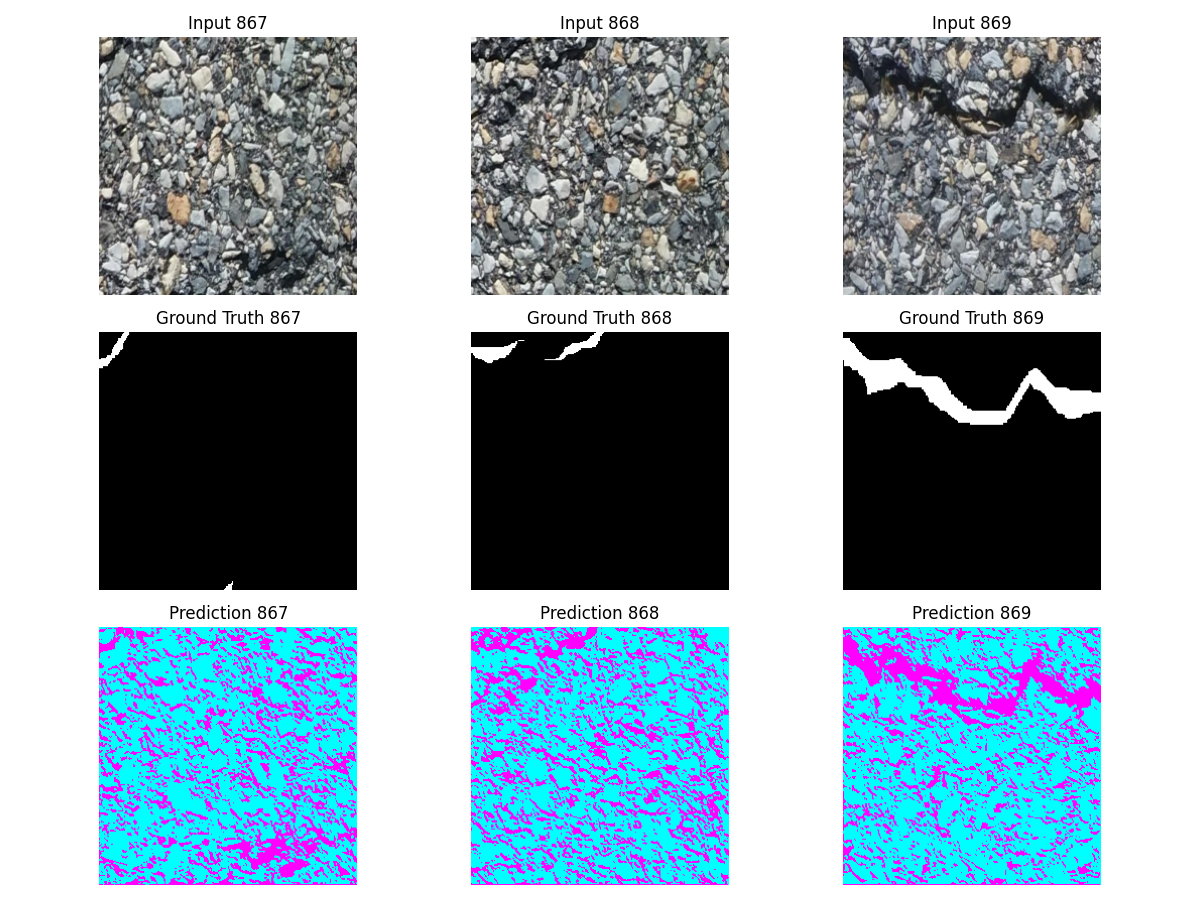 Input 867
Input 868
Input 869
Ground Truth 867
Ground Truth 868
Ground Truth 869
Prediction 867
Prediction 868
Prediction 869